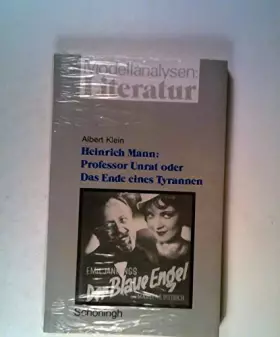 Modellanalysen:
Literatur
Albert Klein
Heinrich Mann:
Professor Unrat oder
Das Ende eines Tyrannen
EMIL JANNINGS
Der Blaue Engel
Schöningh